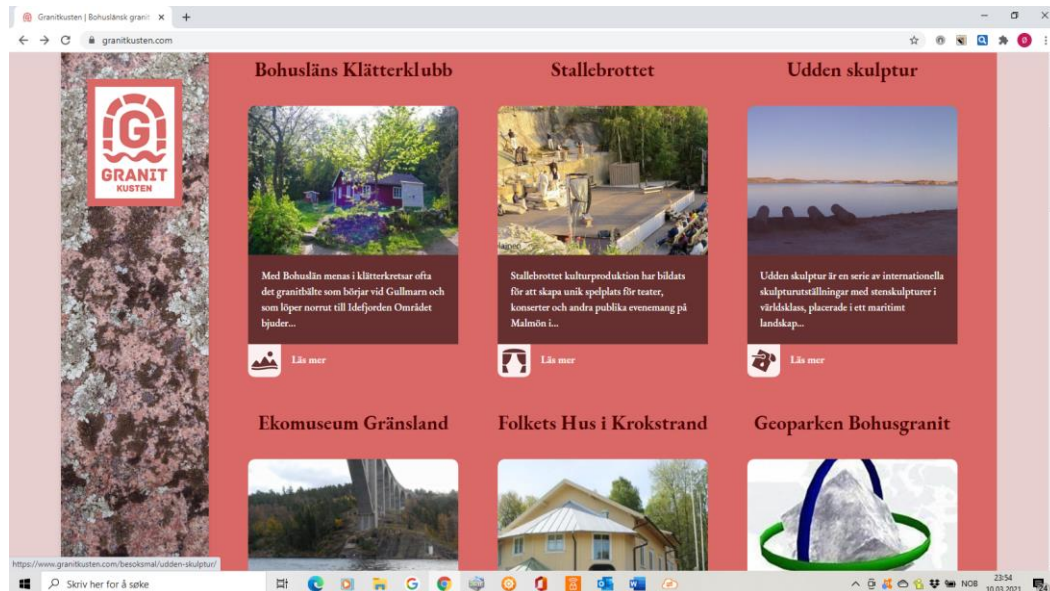 Granitkusten | Bohuslänsk granit
granitkusten.com
G
GRANIT
KUSTEN
Bohusläns Klätterklubb
Med Bohuslän menas i klätterkretsar ofta
det granitbälte som börjar vid Gullmarn och
som löper norrut till Idefjorden Området
bjuder...
Läs mer
Stallebrottet
Stallebrottet kulturproduktion har bildats
för att skapa unik spelplats för teater,
konserter och andra publika evenemang på
Malmön i...
Läs mer
Udden skulptur
Udden skulptur är en serie av internationella
skulpturutställningar med stenskulpturer i
världsklass, placerade i ett maritimt
landskap...
Läs mer
Ekomuseum Gränsland
Folkets Hus i Krokstrand
Geoparken Bohusgranit
https://www.granitkusten.com/besoksmal/udden-skulptur/
Skriv her for å søke
NOB
23:54
10.03.2021
24